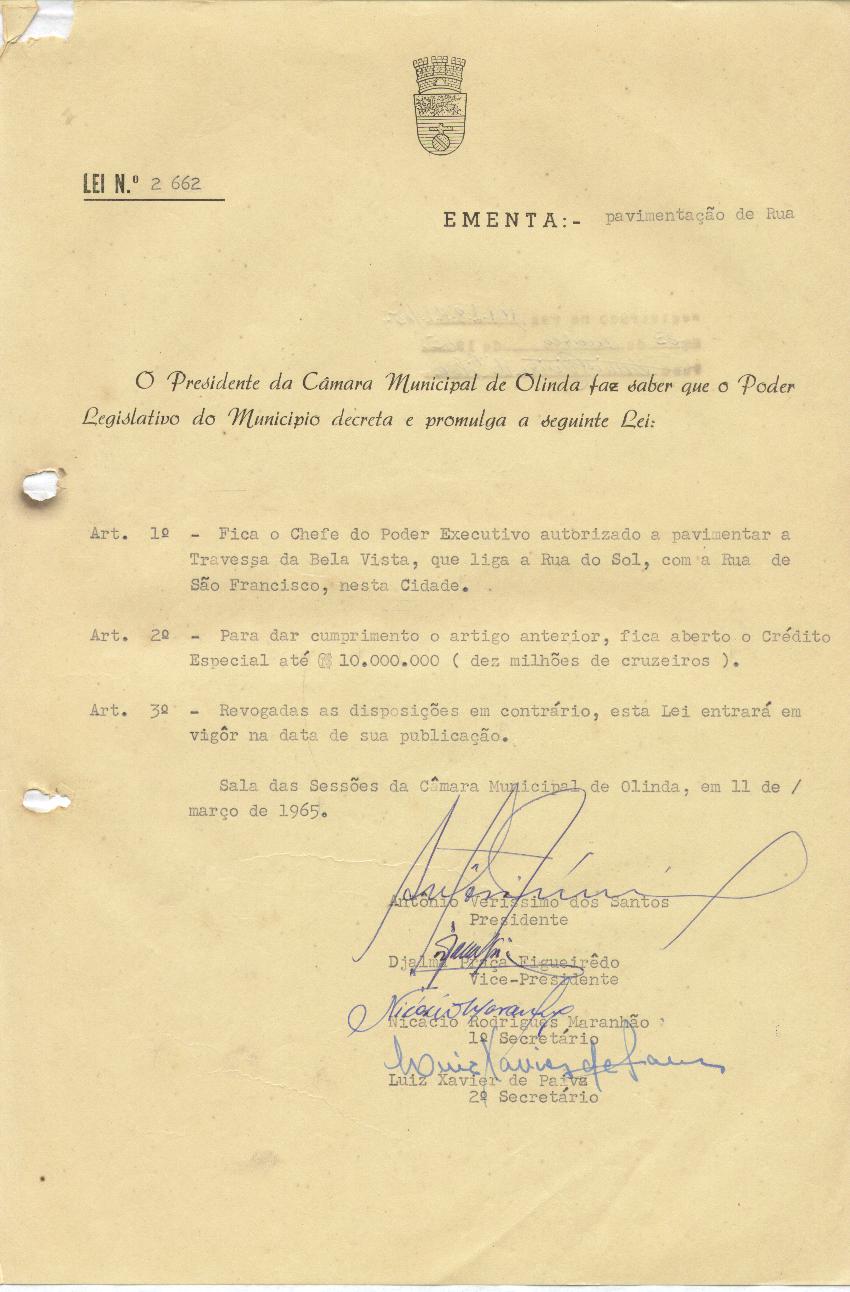 LEI N.º 2 662
EMENTA:- pavimentação de Rua
O Presidente da Câmara Municipal de Olinda faz saber que o Poder
Legislativo do Municipio decreta e promulga a seguinte Lei:
Art. 1º - Fica o Chefe do Poder Executivo autorizado a pavimentar a
Travessa da Bela Vista, que liga a Rua do Sol, com a Rua de
São Francisco, nesta Cidade.
Art. 2º - Para dar cumprimento o artigo anterior, fica aberto o Crédito
Especial até 10.000.000 ( dez milhões de cruzeiros ).
Art. 3º - Revogadas as disposições em contrário, esta Lei entrará em
vigôr na data de sua publicação.
Sala das Sessões da Câmara Municipal de Olinda, em 11 de /
março de 1965.
Antonio Verissimo dos Santos
Presidente
Djalma Praça Figueirêdo
Vice-Presidente
Nicácio Maranhão
Nicacio Rodrigues Maranhão
1º Secretário
Luiz Xavier de
Luiz Xavier de Paiva
2º Secretário